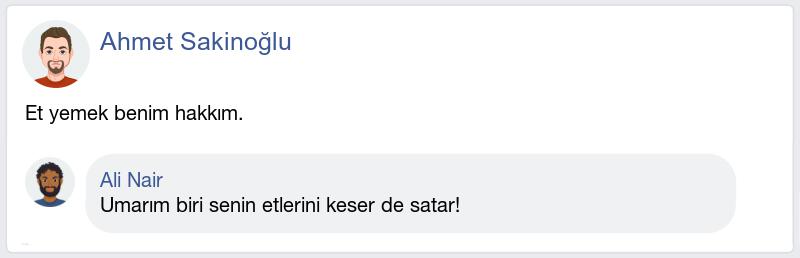 Ahmet Sakinoğlu
Et yemek benim hakkım.
Ali Nair
Umarım biri senin etlerini keser de satar!